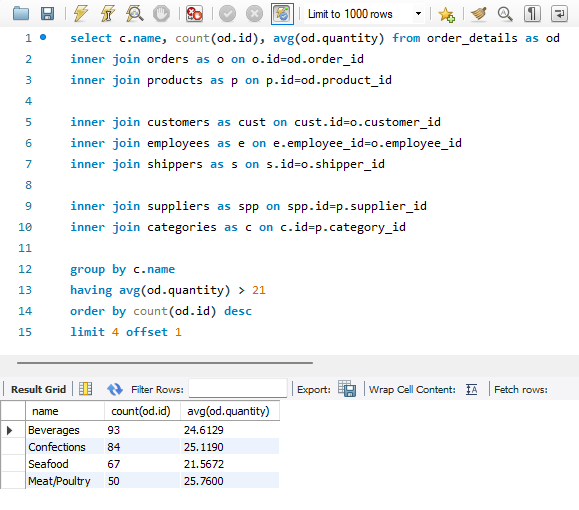 Limit to 1000 rows
1 select c.name, count(od.id), avg(od.quantity) from order_details as od
2 inner join orders as o on o.id=od.order_id
3 inner join products as p on p.id=od.product_id
4
5 inner join customers as cust on cust.id=o.customer_id
6 inner join employees as e on e.employee_id=o.employee_id
7 inner join shippers as s on s.id=o.shipper_id
8
9 inner join suppliers as spp on spp.id=p.supplier_id
10 inner join categories as c on c.id=p.category_id
11
12 group by c.name
13 having avg(od.quantity) > 21
14 order by count(od.id) desc
15 limit 4 offset 1
Result Grid Filter Rows: Export: Wrap Cell Content: Fetch rows:
name count(od.id) avg(od.quantity)
Beverages 93 24.6129
Confections 84 25.1190
Seafood 67 21.5672
Meat/Poultry 50 25.7600